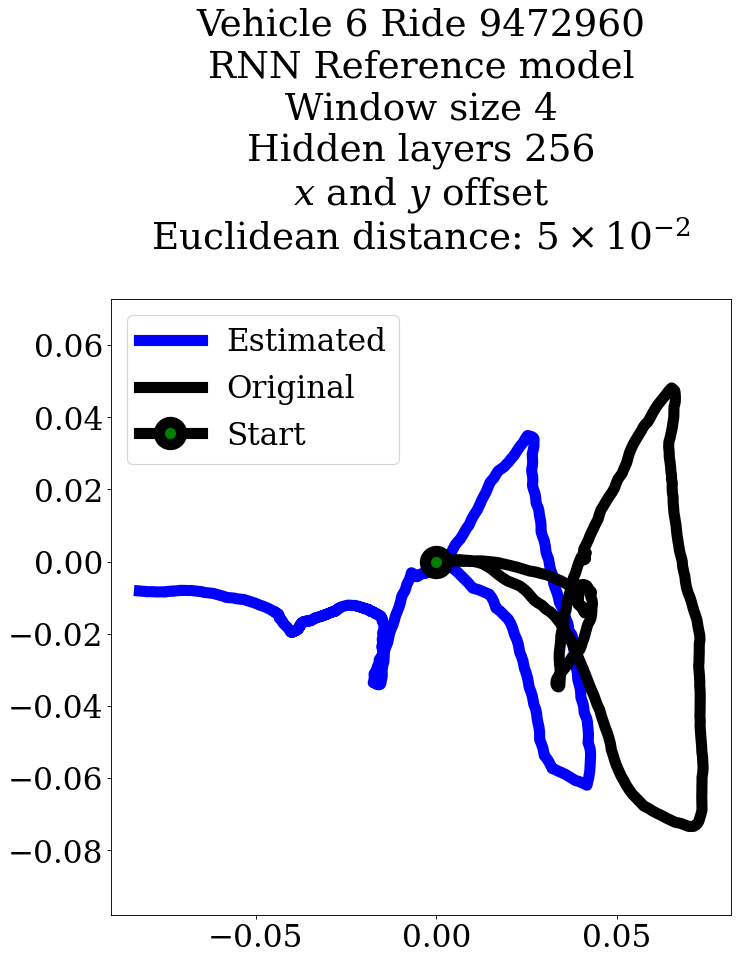 Vehicle 6 Ride 9472960
RNN Reference model
Window size 4
Hidden layers 256
x and y offset
Euclidean distance: 5 × 10⁻²
Estimated
Original
Start
0.06
0.04
0.02
0.00
−0.02
−0.04
−0.06
−0.08
−0.05 0.00 0.05